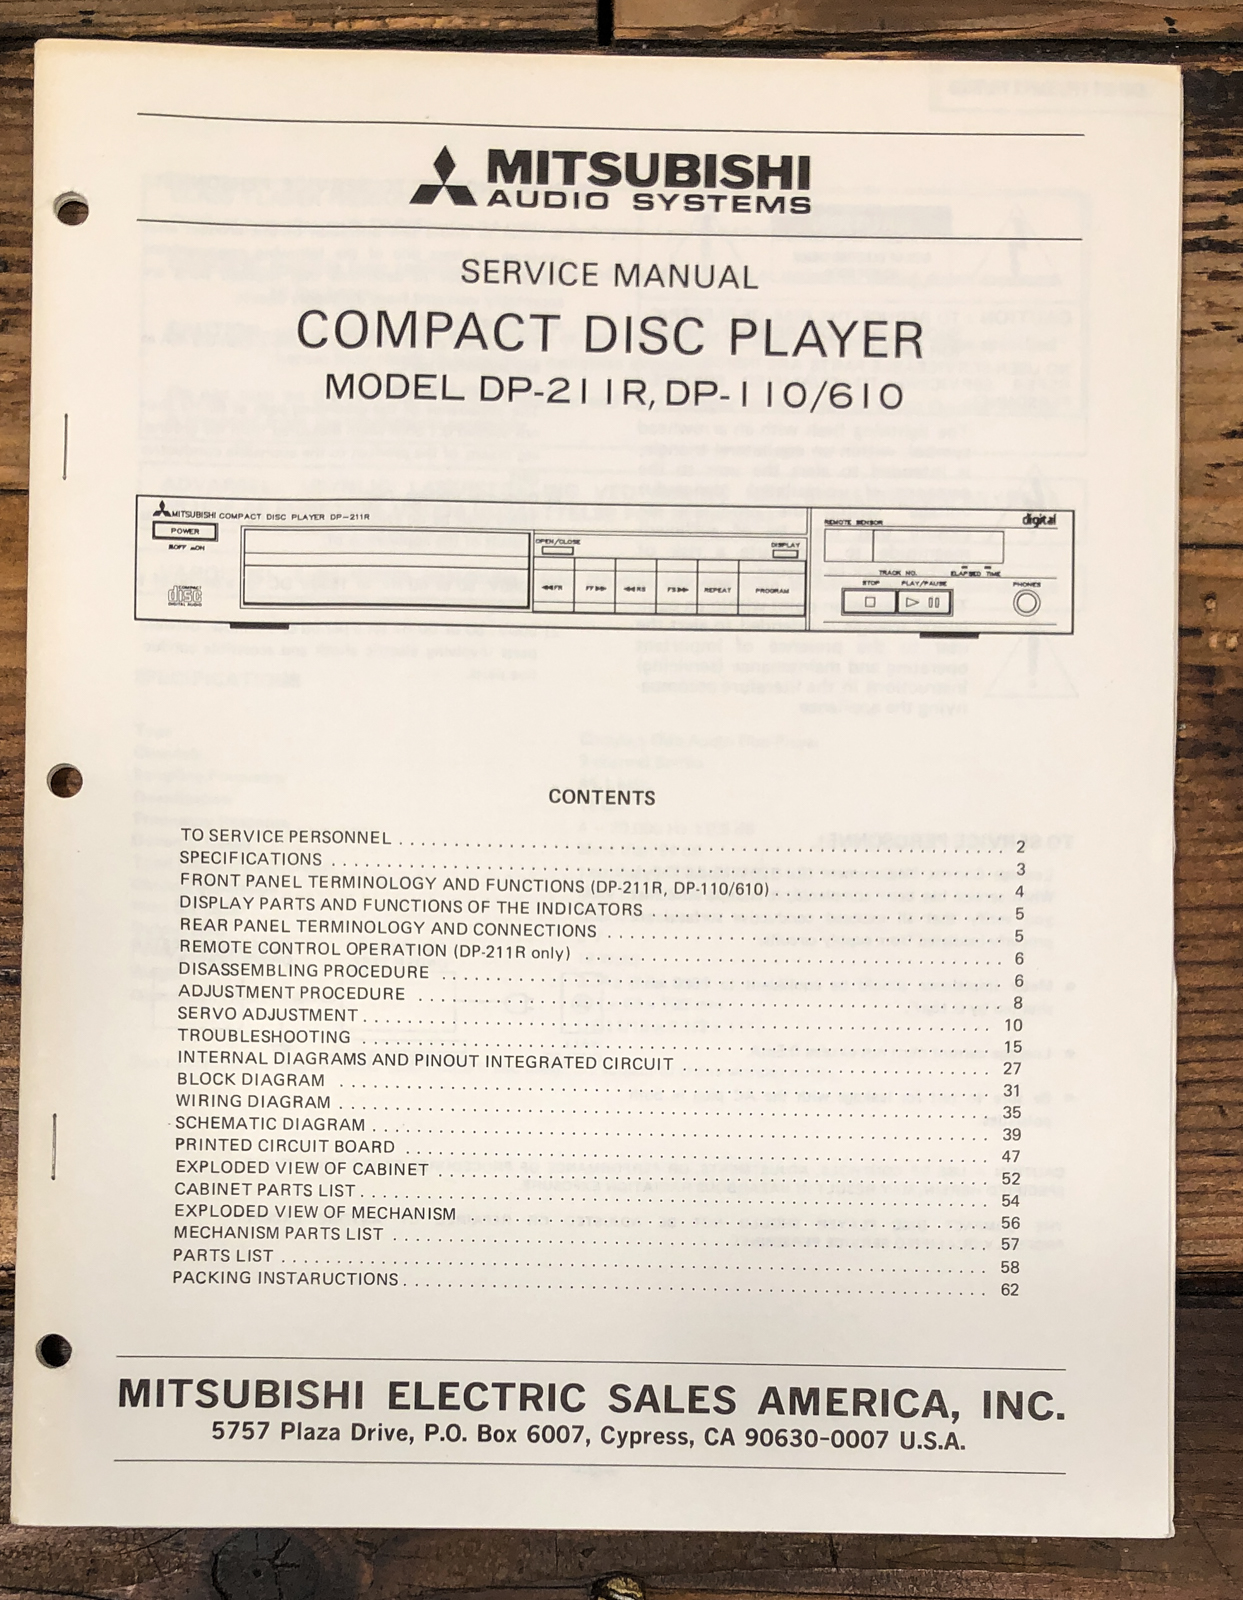 MITSUBISHI
AUDIO SYSTEMS
SERVICE MANUAL
COMPACT DISC PLAYER
MODEL DP-211R, DP-110/610
MITSUBISHI COMPACT DISC PLAYER DP-211R
POWER
OFF ON
COMPACT
disc
DIGITAL AUDIO
OPEN/CLOSE
DISPLAY
REPEAT
PROGRAM
REMOTE SENSOR
digital
TRACK NO.
ELAPSED TIME
STOP
PLAY/PAUSE
PHONES
CONTENTS
TO SERVICE PERSONNEL 2
SPECIFICATIONS 3
FRONT PANEL TERMINOLOGY AND FUNCTIONS (DP-211R, DP-110/610) 4
DISPLAY PARTS AND FUNCTIONS OF THE INDICATORS 5
REAR PANEL TERMINOLOGY AND CONNECTIONS 5
REMOTE CONTROL OPERATION (DP-211R only) 6
DISASSEMBLING PROCEDURE 6
ADJUSTMENT PROCEDURE 8
SERVO ADJUSTMENT 10
TROUBLESHOOTING 15
INTERNAL DIAGRAMS AND PINOUT INTEGRATED CIRCUIT 27
BLOCK DIAGRAM 31
WIRING DIAGRAM 35
SCHEMATIC DIAGRAM 39
PRINTED CIRCUIT BOARD 47
EXPLODED VIEW OF CABINET 52
CABINET PARTS LIST 54
EXPLODED VIEW OF MECHANISM 56
MECHANISM PARTS LIST 57
PARTS LIST 58
PACKING INSTARUCTIONS 62
MITSUBISHI ELECTRIC SALES AMERICA, INC.
5757 Plaza Drive, P.O. Box 6007, Cypress, CA 90630-0007 U.S.A.